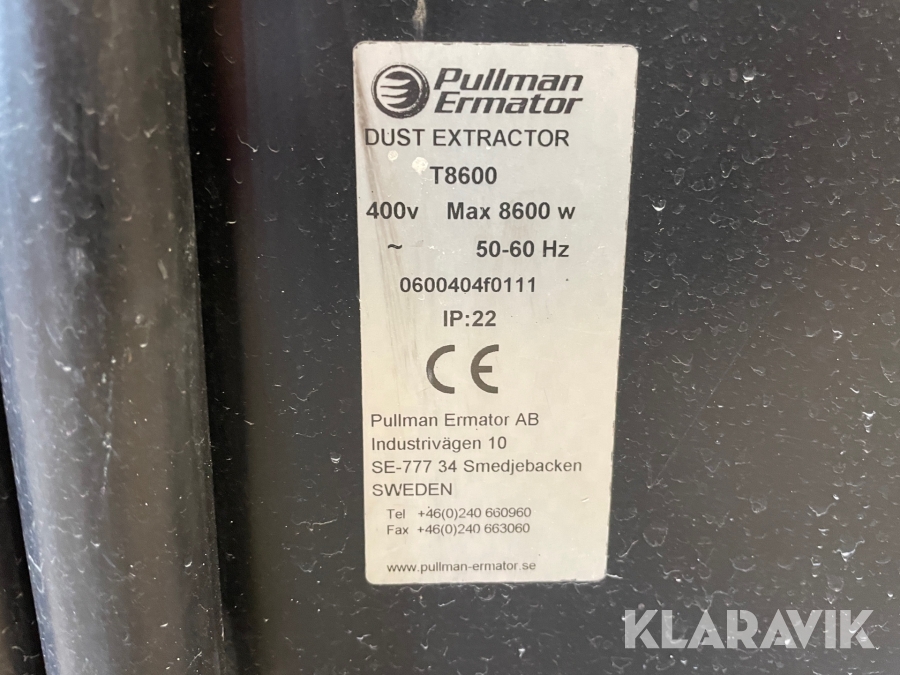 Pullman
Ermator
DUST EXTRACTOR
T8600
400v Max 8600 w
~ 50-60 Hz
0600404f0111
IP:22
CE
Pullman Ermator AB
Industrivägen 10
SE-777 34 Smedjebacken
SWEDEN
Tel +46(0)240 660960
Fax +46(0)240 663060
www.pullman-ermator.se
KLARAVIK